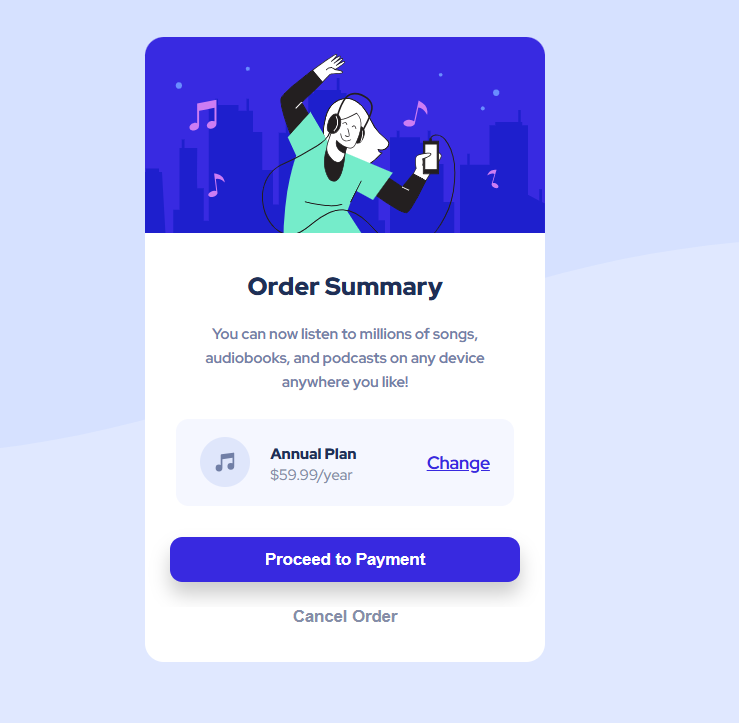 Order Summary
You can now listen to millions of songs,
audiobooks, and podcasts on any device
anywhere you like!
Annual Plan
$59.99/year
Change
Proceed to Payment
Cancel Order